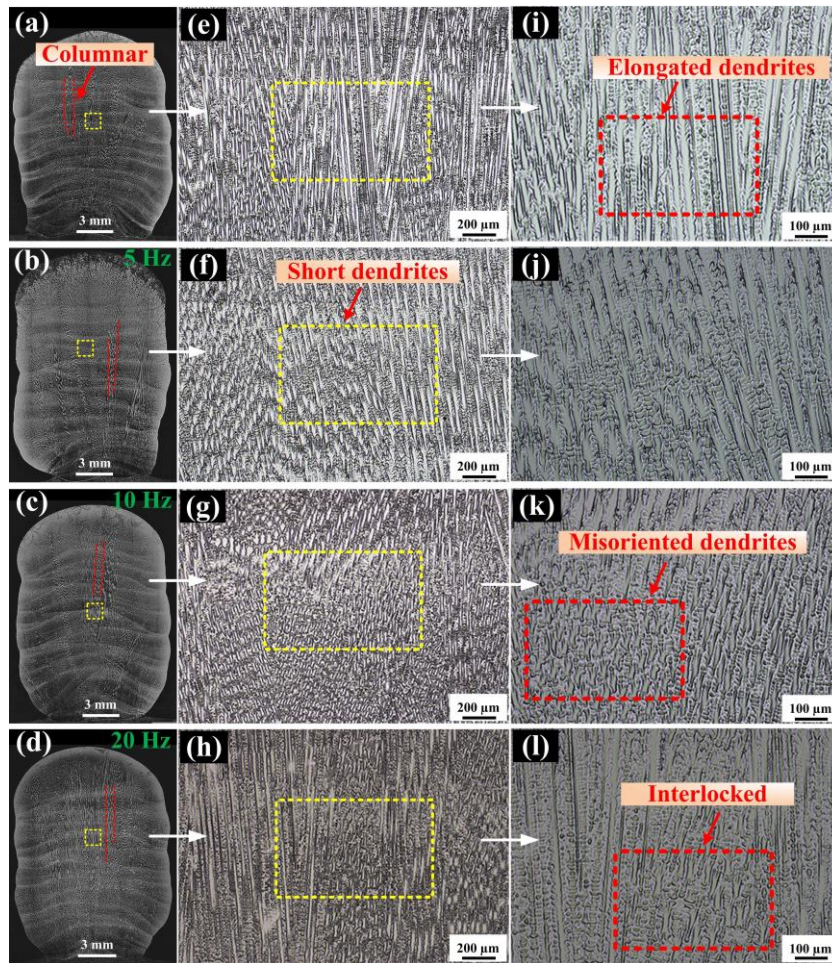 (a)
Columnar
3 mm
(e)
200 µm
(i)
Elongated dendrites
100 µm
(b)
5 Hz
3 mm
(f)
Short dendrites
200 µm
(j)
100 µm
(c)
10 Hz
3 mm
(g)
200 µm
(k)
Misoriented dendrites
100 µm
(d)
20 Hz
3 mm
(h)
200 µm
(l)
Interlocked
100 µm